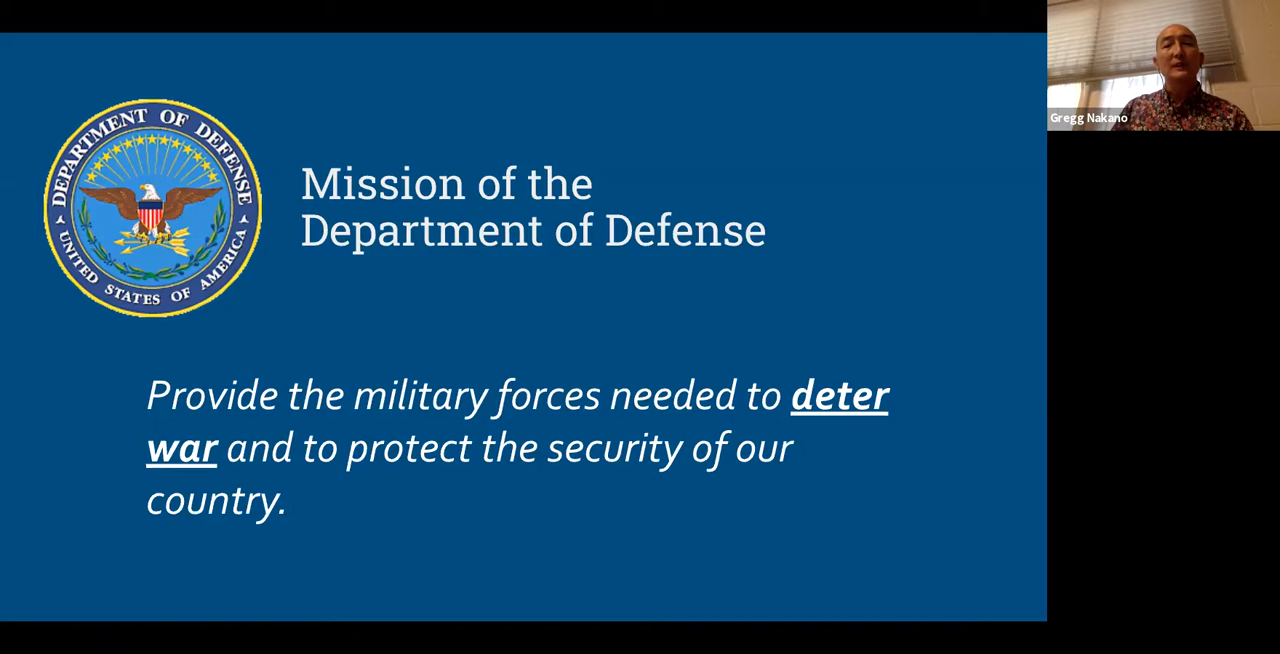 DEPARTMENT OF DEFENSE
UNITED STATES OF AMERICA
Mission of the
Department of Defense
Provide the military forces needed to deter
war and to protect the security of our
country.
Gregg Nakano